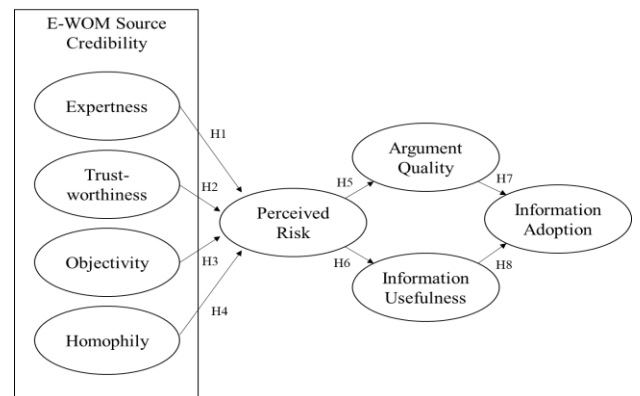 E-WOM Source
Credibility
Expertness
H1
Trust-
worthiness
H2
Objectivity
H3
Homophily
H4
Perceived
Risk
H5
H6
Argument
Quality
H7
Information
Usefulness
H8
Information
Adoption